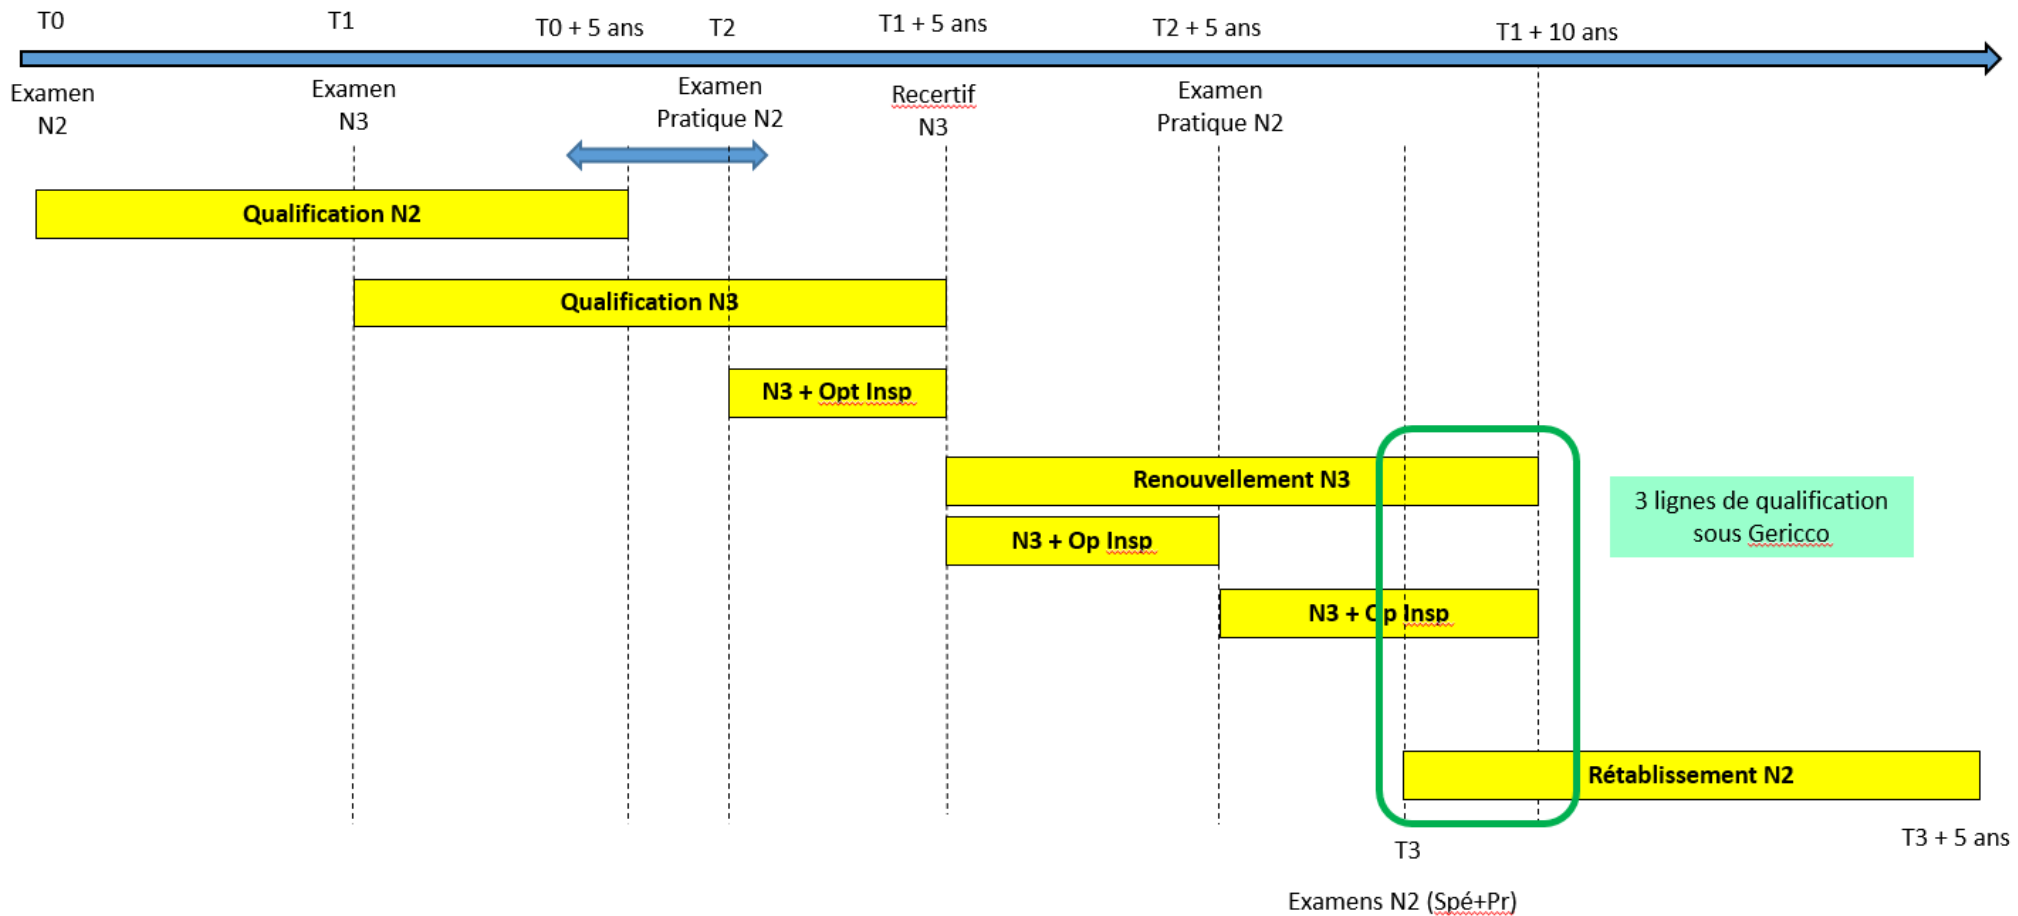 T0
T1
T0 + 5 ans
T2
T1 + 5 ans
T2 + 5 ans
T1 + 10 ans
Examen
N2
Examen
N3
Examen
Pratique N2
Recertif
N3
Examen
Pratique N2
Qualification N2
Qualification N3
N3 + Opt Insp
Renouvellement N3
N3 + Op Insp
3 lignes de qualification
sous Gericco
N3 + Op Insp
Rétablissement N2
T3 + 5 ans
T3
Examens N2 (Spé+Pr)